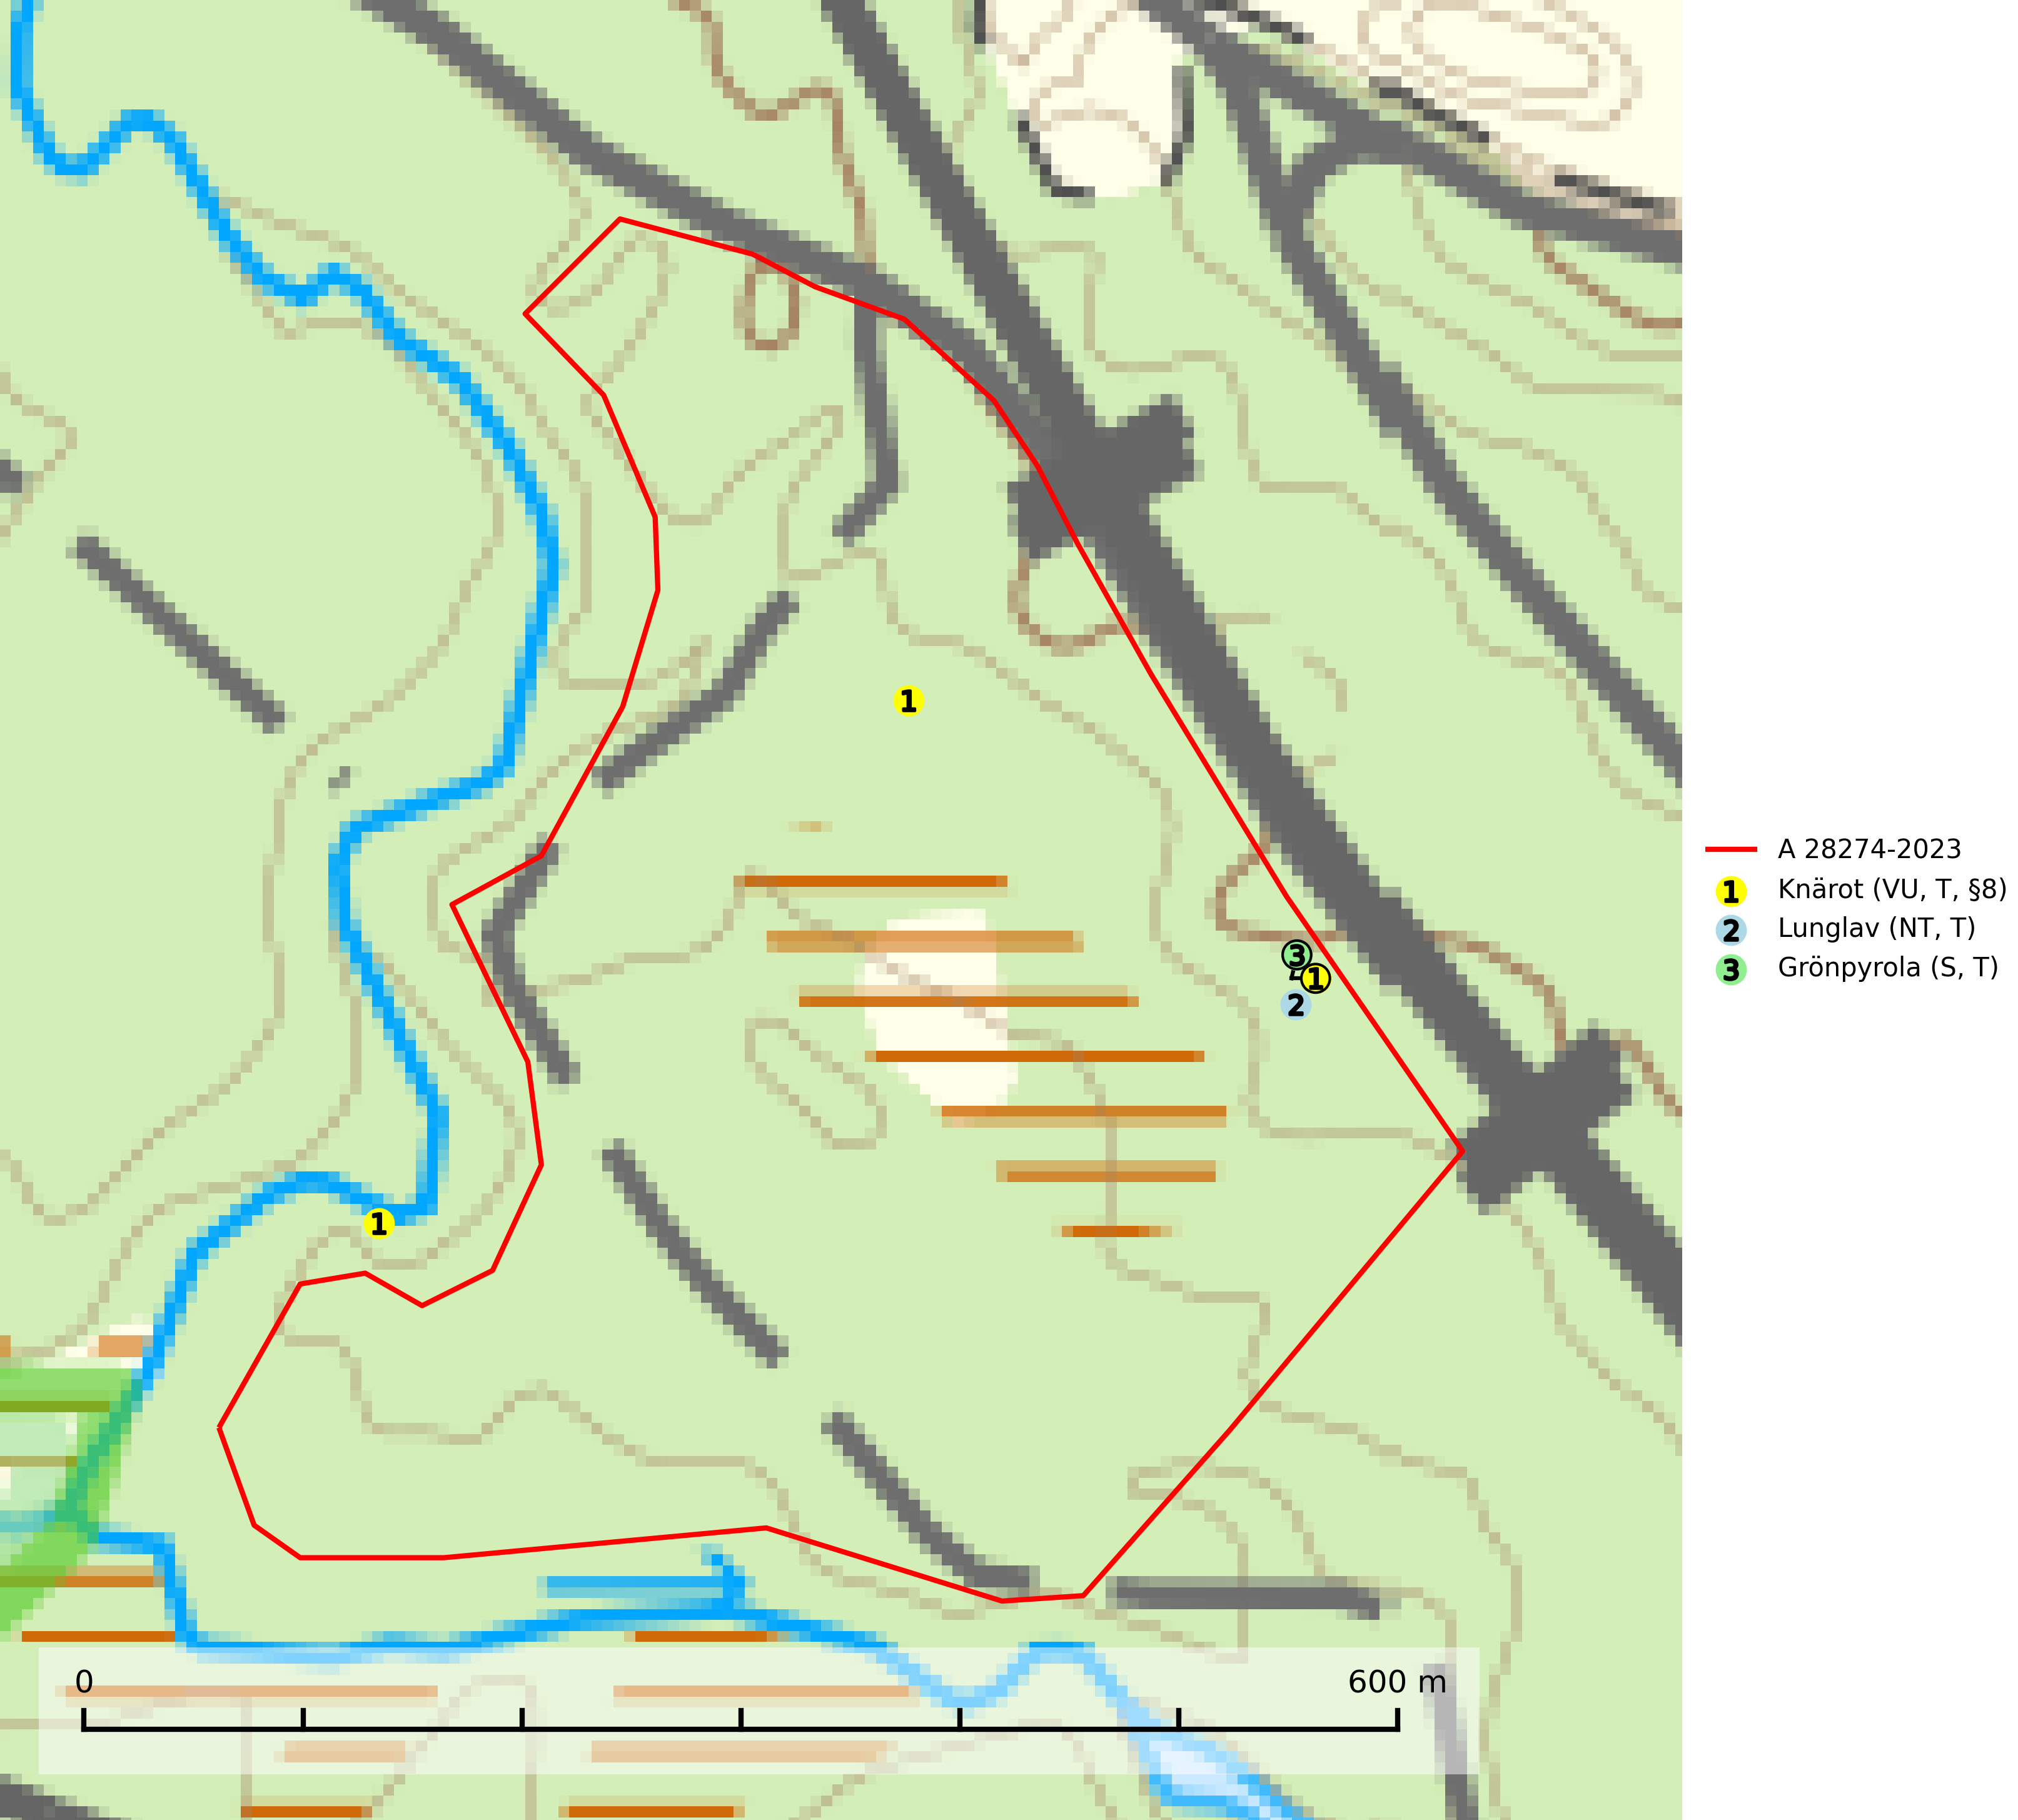 1
3
1
2
1
0 600 m
A 28274-2023
1 Knärot (VU, T, §8)
2 Lunglav (NT, T)
3 Grönpyrola (S, T)